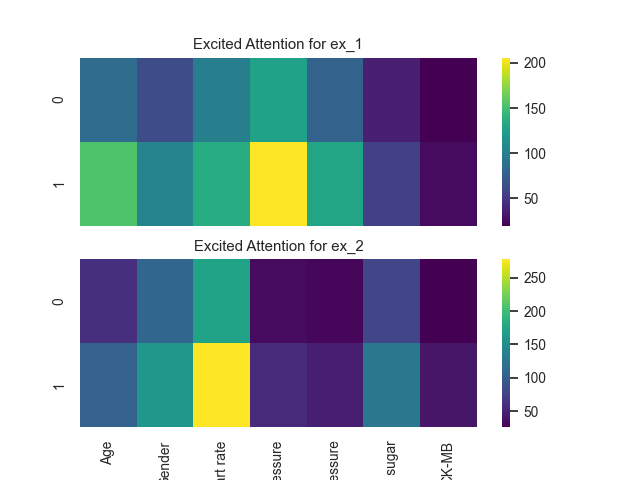 Excited Attention for ex_1
0
1
200
150
100
50
Excited Attention for ex_2
0
1
250
200
150
100
50
Age
Gender
art rate
essure
essure
sugar
CK-MB